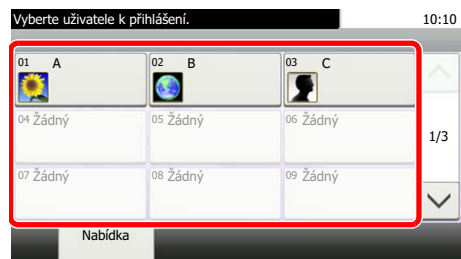 Vyberte uživatele k přihlášení. 10:10
01 A 02 B 03 C
04 Žádný 05 Žádný 06 Žádný
1/3
07 Žádný 08 Žádný 09 Žádný
Nabídka